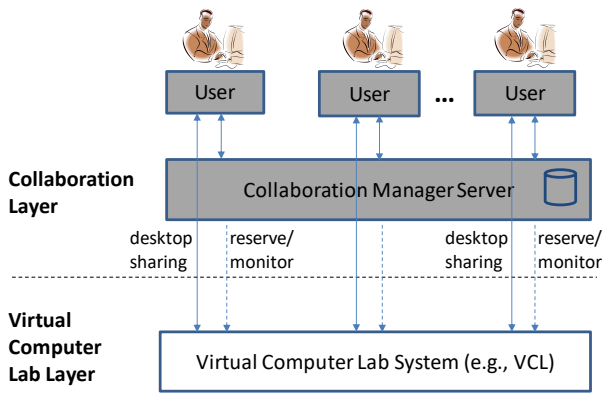 User
User
...
User
Collaboration
Layer
Collaboration Manager Server
desktop
sharing
reserve/
monitor
desktop
sharing
reserve/
monitor
Virtual
Computer
Lab Layer
Virtual Computer Lab System (e.g., VCL)